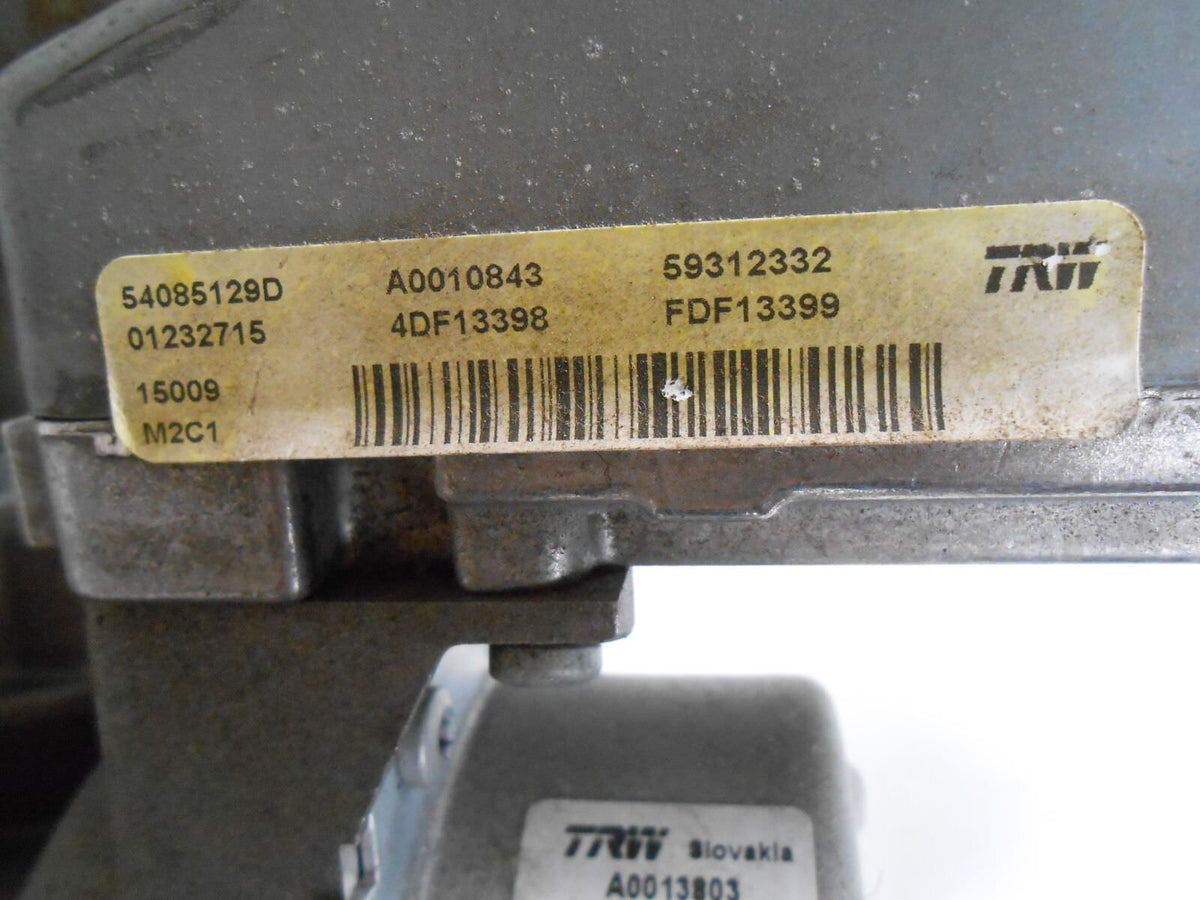 54085129D A0010843 59312332 TRW
01232715 4DF13398 FDF13399
15009
M2C1
TRW Slovakia
A0013803